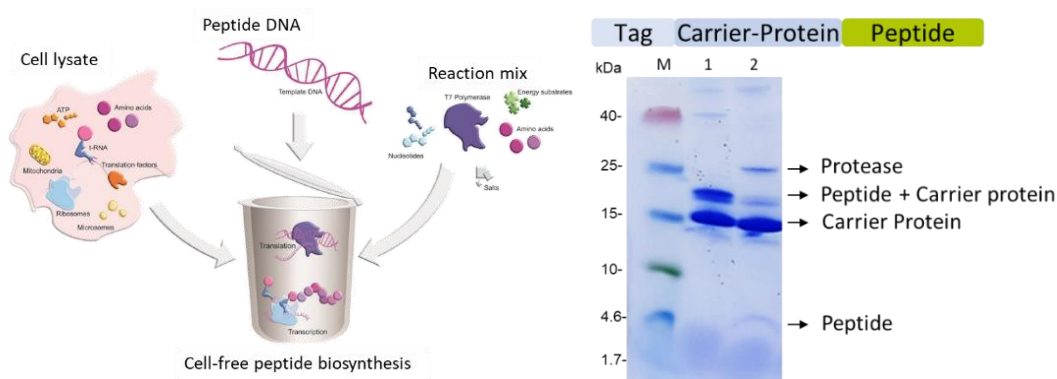 Peptide DNA
Cell lysate
Reaction mix
Template DNA
ATP
Amino acids
t-RNA
Mitochondria
Translation factors
Ribosomes
Microsomes
T7 Polymerase
Energy substrates
Amino acids
Nucleotides
Salts
Translation
Transcription
Cell-free peptide biosynthesis
Tag Carrier-Protein Peptide
kDa M 1 2
40-
25-
Protease
Peptide + Carrier protein
15-
Carrier Protein
10-
4.6-
Peptide
1.7-